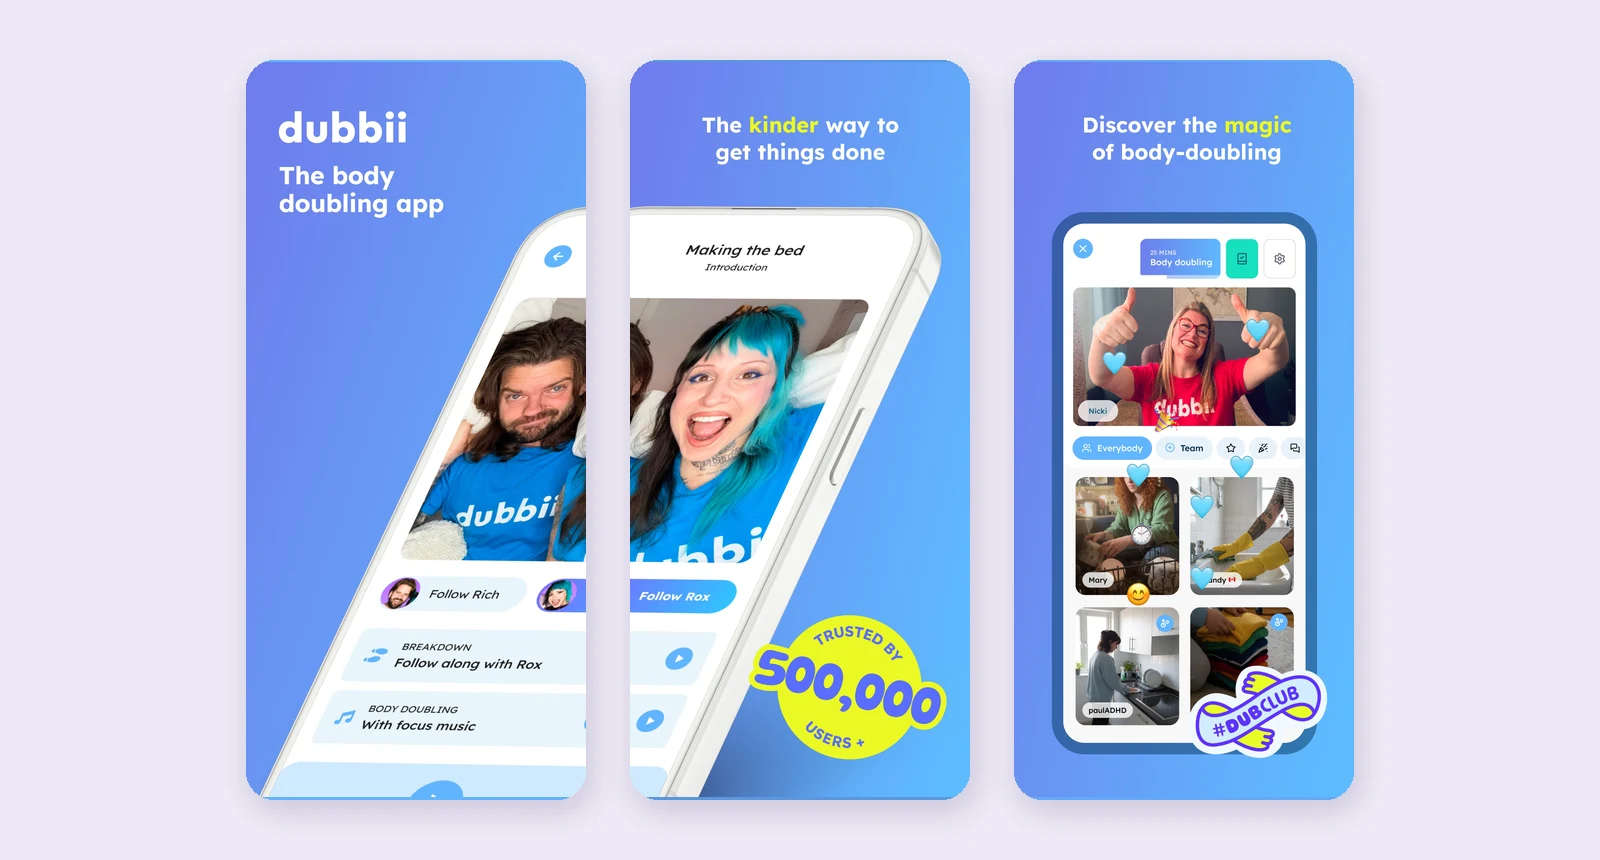 dubbii
The body
doubling app
dubbii
Follow Rich
BREAKDOWN
Follow along with Rox
BODY DOUBLING
With focus music
The kinder way to
get things done
Making the bed
Introduction
Follow Rox
TRUSTED BY
500,000
USERS +
Discover the magic
of body-doubling
25 MINS
Body doubling
dubbii
Nicki
Everybody
Team
Mary
paulADHD
#DUBCLUB